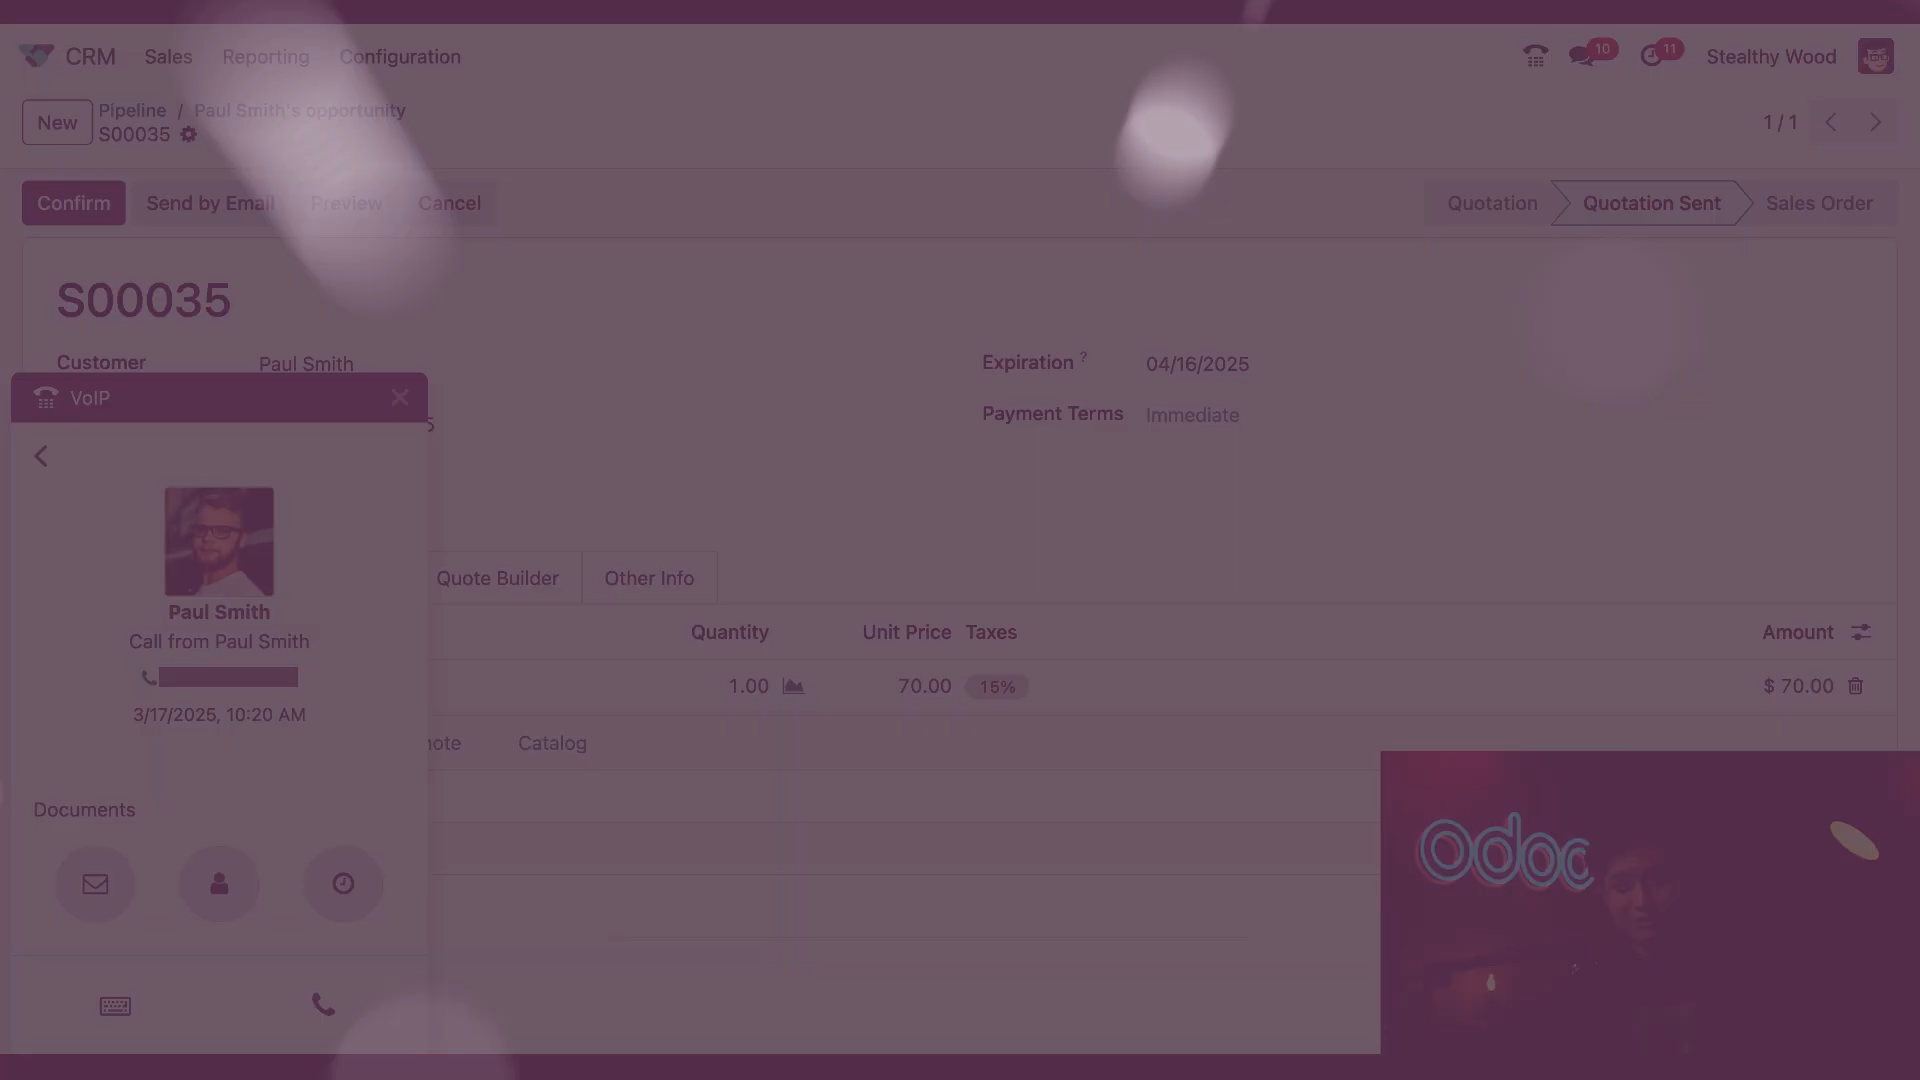 CRM Sales Reporting Configuration 10 11 Stealthy Wood
New Pipeline / Paul Smith's opportunity
S00035 1 / 1
Confirm Send by Email Preview Cancel Quotation Quotation Sent Sales Order
S00035
Customer Paul Smith Expiration ? 04/16/2025
VoIP
Payment Terms Immediate
5
Quote Builder Other Info
Paul Smith
Quantity Unit Price Taxes Amount
Call from Paul Smith
1.00 70.00 15% $ 70.00
3/17/2025, 10:20 AM
note Catalog
Documents
odoo